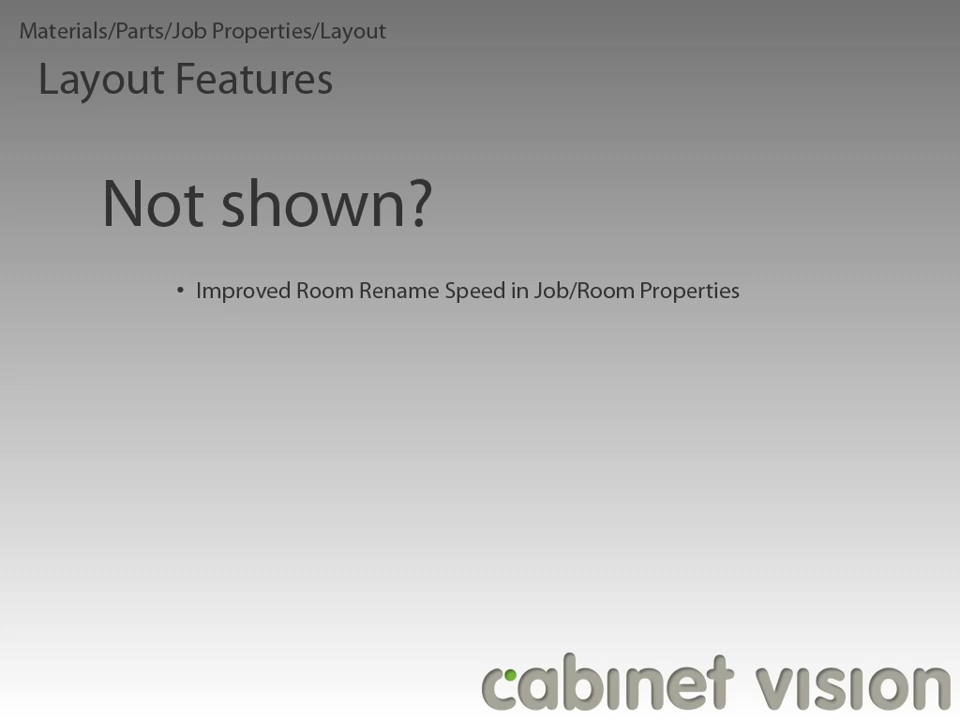 Materials/Parts/Job Properties/Layout
Layout Features
Not shown?
• Improved Room Rename Speed in Job/Room Properties
cabinet vision